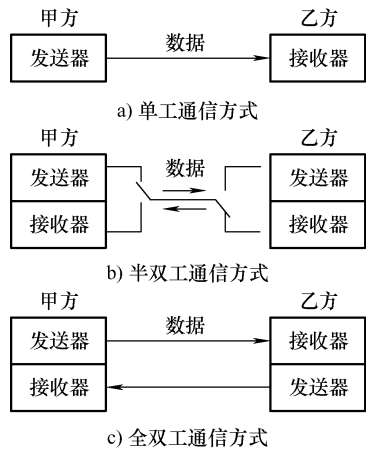 甲方 乙方
发送器 数据 接收器
a) 单工通信方式
甲方 乙方
发送器 数据 发送器
接收器 接收器
b) 半双工通信方式
甲方 乙方
发送器 数据 接收器
接收器 发送器
c) 全双工通信方式